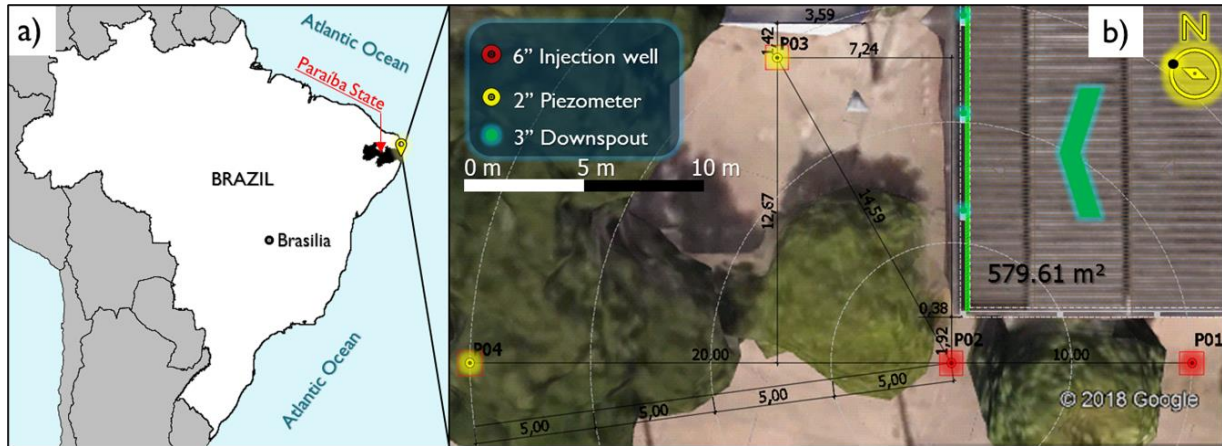 a)
Atlantic Ocean
Paraiba State
BRAZIL
Brasilia
Atlantic Ocean
6” Injection well
2” Piezometer
3” Downspout
0 m
5 m
10 m
3,59
1,42
P03
7,24
N
b)
12,67
14,59
579.61 m²
0,38
1,92
P04
20.00
P02
10,00
P01
5,00
5,00
5,00
5,00
© 2018 Google